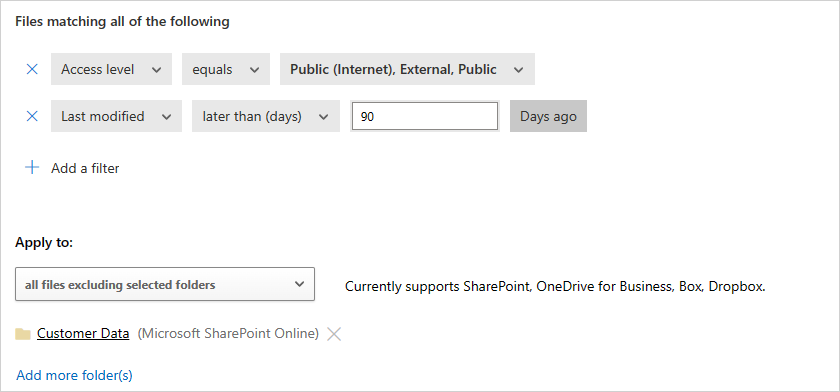 Files matching all of the following
Access level equals Public (Internet), External, Public
Last modified later than (days) 90 Days ago
Add a filter
Apply to:
all files excluding selected folders Currently supports SharePoint, OneDrive for Business, Box, Dropbox.
Customer Data (Microsoft SharePoint Online)
Add more folder(s)